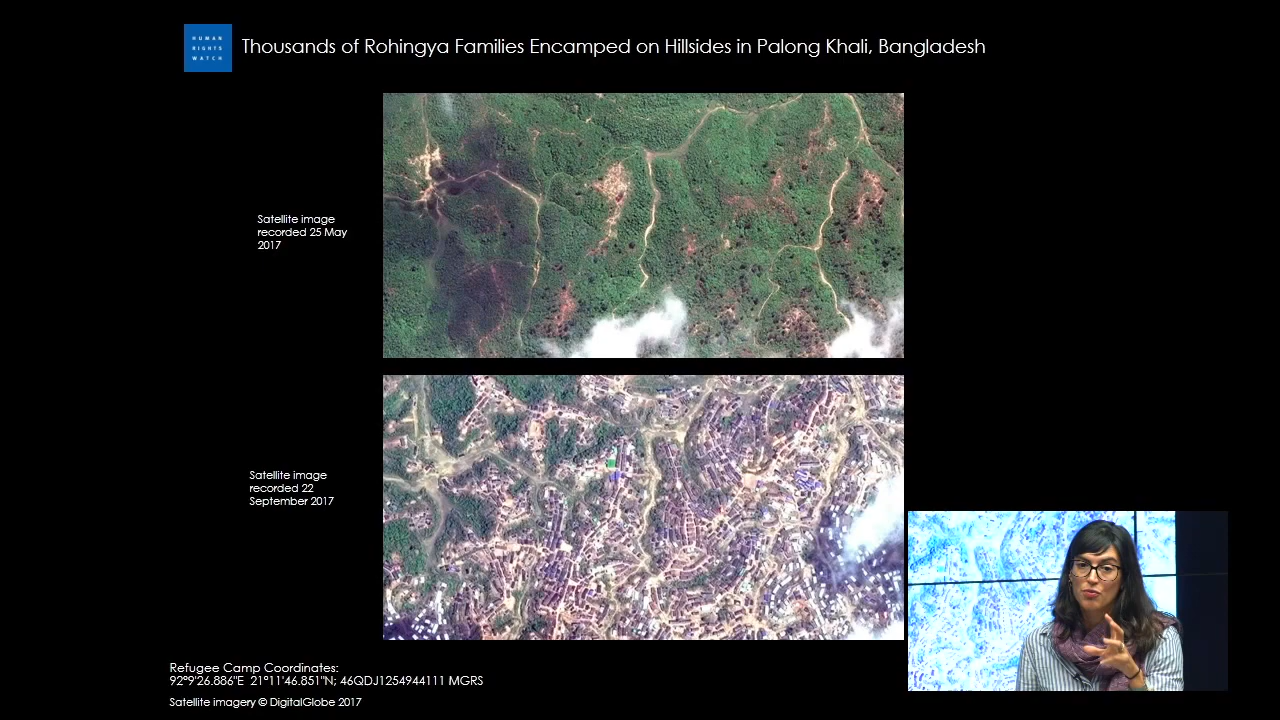 HUMAN
RIGHTS
WATCH
Thousands of Rohingya Families Encamped on Hillsides in Palong Khali, Bangladesh
Satellite image
recorded 25 May
2017
Satellite image
recorded 22
September 2017
Refugee Camp Coordinates:
92°9'26.886"E 21°11'46.851"N; 46QDJ1254944111 MGRS
Satellite imagery © DigitalGlobe 2017